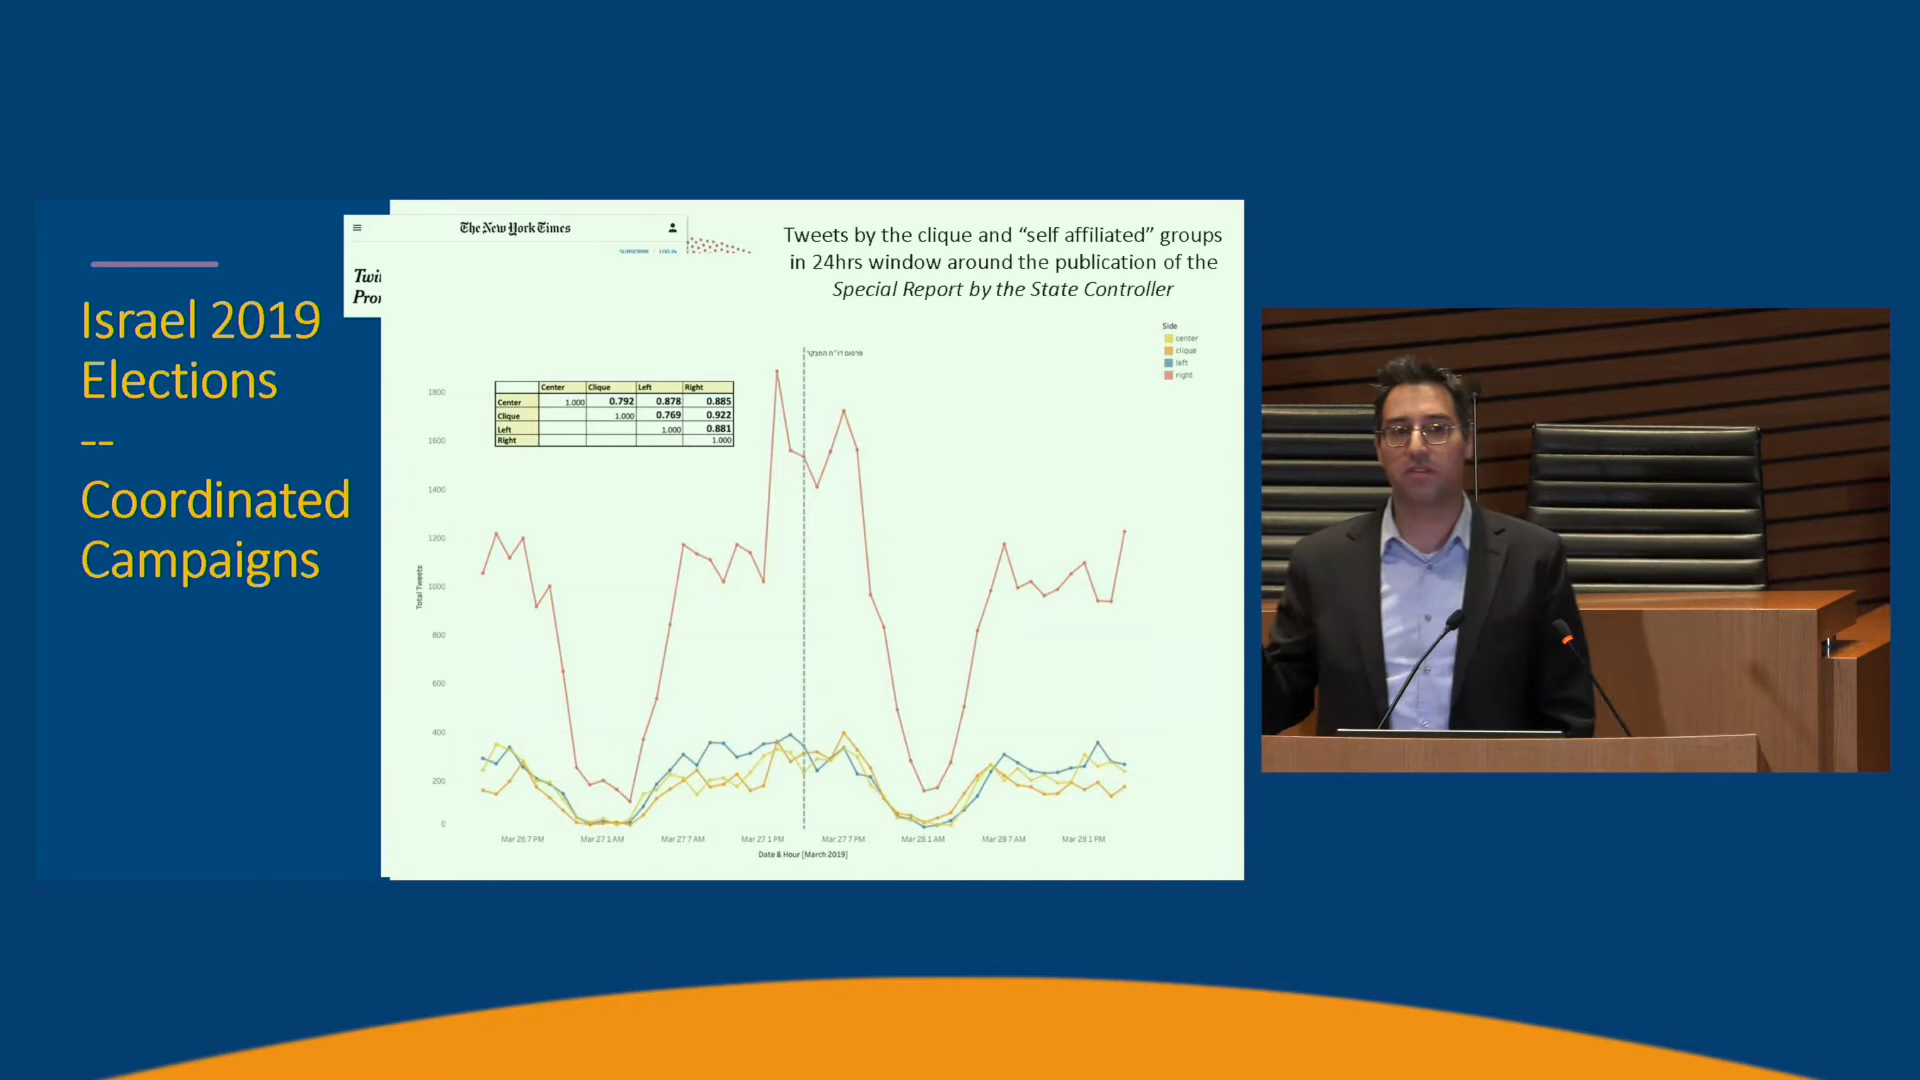 Israel 2019
Elections
--
Coordinated
Campaigns
The New York Times
SUBSCRIBE
LOG IN
Twi
Pro
Tweets by the clique and “self affiliated” groups
in 24hrs window around the publication of the
Special Report by the State Controller
Side
center
clique
left
right
פרסום דו"ח המבקר
Center Clique Left Right
Center 1.000 0.792 0.878 0.885
Clique 1.000 0.769 0.922
Left 1.000 0.881
Right 1.000
Total Tweets
1800
1600
1400
1200
1000
800
600
400
200
0
Mar 26 7 PM Mar 27 1 AM Mar 27 7 AM Mar 27 1 PM Mar 27 7 PM Mar 28 1 AM Mar 28 7 AM Mar 28 1 PM
Date & Hour [March 2019]